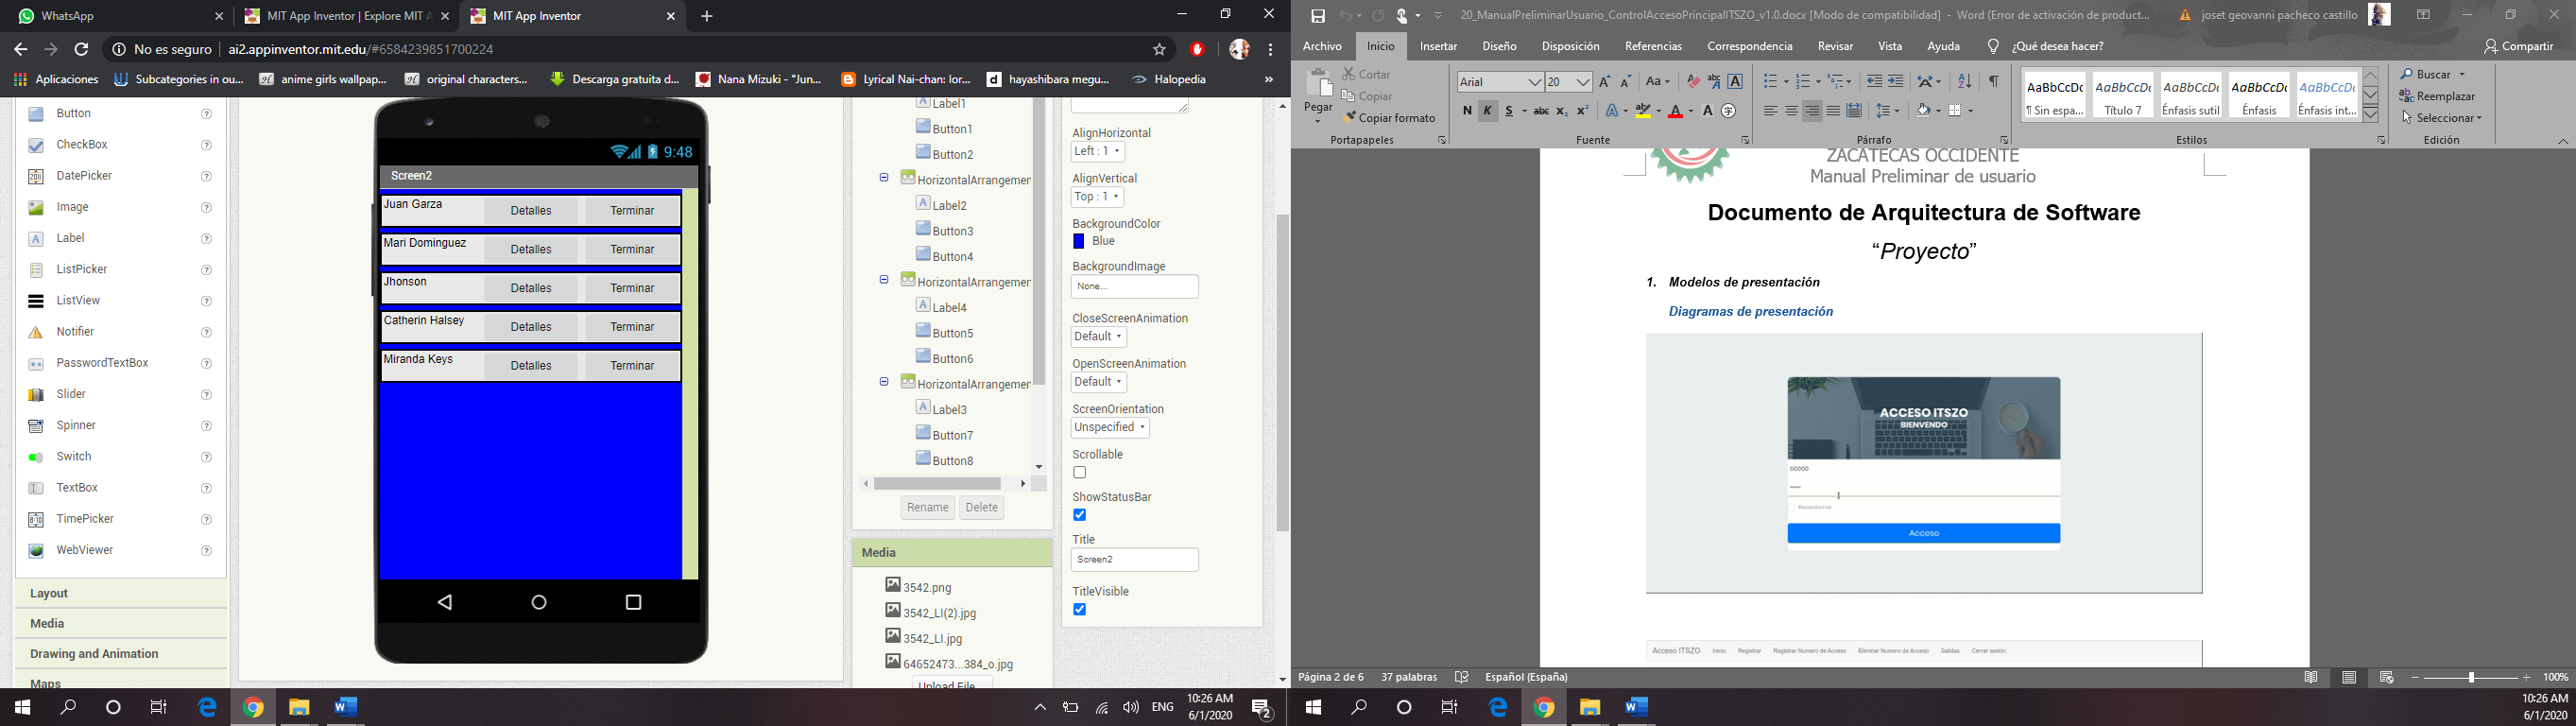 WhatsApp
MIT App Inventor | Explore MIT A
MIT App Inventor
No es seguro | ai2.appinventor.mit.edu/#6584239851700224
Aplicaciones
Subcategories in ou...
anime girls wallpap...
original characters...
Descarga gratuita d...
Nana Mizuki - "Jun...
Lyrical Nai-chan: lor...
hayashibara megu...
Halopedia
»
Button
CheckBox
DatePicker
Image
Label
ListPicker
ListView
Notifier
PasswordTextBox
Slider
Spinner
Switch
TextBox
TimePicker
WebViewer
Layout
Media
Drawing and Animation
Maps
9:48
Screen2
Juan Garza Detalles Terminar
Mari Dominguez Detalles Terminar
Jhonson Detalles Terminar
Catherin Halsey Detalles Terminar
Miranda Keys Detalles Terminar
Label1
Button1
Button2
HorizontalArrangemen
Label2
Button3
Button4
HorizontalArrangemen
Label4
Button5
Button6
HorizontalArrangemen
Label3
Button7
Button8
Rename Delete
Media
3542.png
3542_LI(2).jpg
3542_LI.jpg
64652473...384_o.jpg
Upload File
AlignHorizontal
Left : 1
AlignVertical
Top : 1
BackgroundColor
Blue
BackgroundImage
None...
CloseScreenAnimation
Default
OpenScreenAnimation
Default
ScreenOrientation
Unspecified
Scrollable
ShowStatusBar
Title
Screen2
TitleVisible
ENG
10:26 AM
6/1/2020
2
20_ManualPreliminarUsuario_ControlAccesoPrincipalITSZO_v1.0.docx [Modo de compatibilidad] - Word (Error de activación de product...
joset geovanni pacheco castillo
Archivo Inicio Insertar Diseño Disposición Referencias Correspondencia Revisar Vista Ayuda ¿Qué desea hacer? Compartir
Pegar
Cortar
Copiar
Copiar formato
Portapapeles
Arial 20
Fuente
Párrafo
AaBbCcDc AaBbCcDc AaBbCcDc AaBbCcDc AaBbCcDc
¶ Sin espa... Título 7 Énfasis sutil Énfasis Énfasis int...
Estilos
Buscar
Reemplazar
Seleccionar
Edición
ZACATECAS OCCIDENTE
Manual Preliminar de usuario
Documento de Arquitectura de Software
“Proyecto”
1. Modelos de presentación
Diagramas de presentación
ACCESO ITSZO
BIENVENDO
00000
Recordarme
Acceso
Acceso ITSZO Inicio Registrar Registrar Numero de Acceso Eliminar Numero de Acceso Salidas Cerrar sesión
Página 2 de 6 37 palabras Español (España) 100%
10:26 AM
6/1/2020